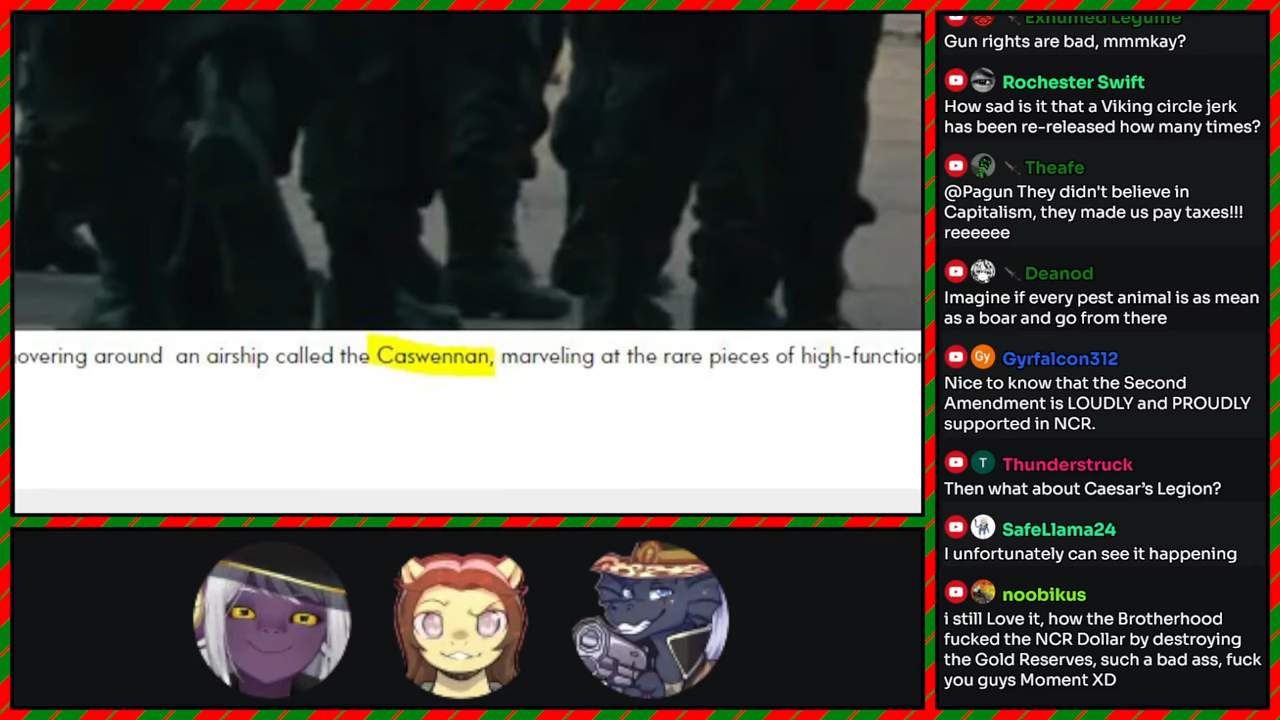 overing around an airship called the Caswennan, marveling at the rare pieces of high-function
Exhumed Legume
Gun rights are bad, mmmkay?
Rochester Swift
How sad is it that a Viking circle jerk
has been re-released how many times?
Theafe
@Pagun They didn't believe in
Capitalism, they made us pay taxes!!!
reeeeee
Deanod
Imagine if every pest animal is as mean
as a boar and go from there
Gy Gyrfalcon312
Nice to know that the Second
Amendment is LOUDLY and PROUDLY
supported in NCR.
T Thunderstruck
Then what about Caesar's Legion?
SafeLlama24
I unfortunately can see it happening
noobikus
i still Love it, how the Brotherhood
fucked the NCR Dollar by destroying
the Gold Reserves, such a bad ass, fuck
you guys Moment XD